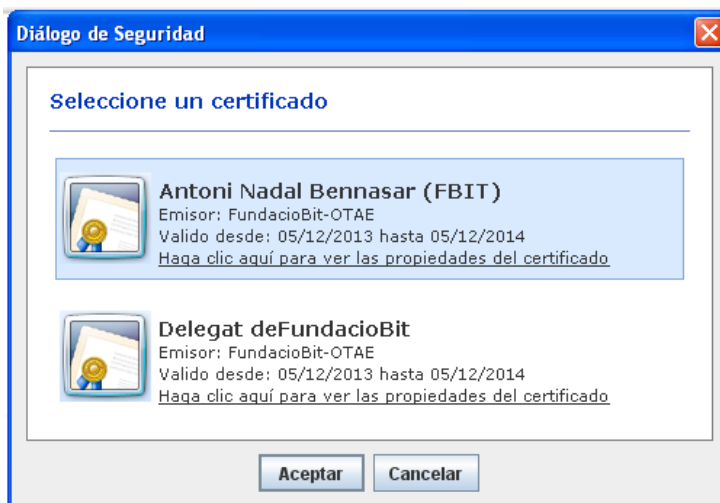 Diálogo de Seguridad
Seleccione un certificado
Antoni Nadal Bennasar (FBIT)
Emisor: FundacioBit-OTAE
Valido desde: 05/12/2013 hasta 05/12/2014
Haga clic aquí para ver las propiedades del certificado
Delegat deFundacioBit
Emisor: FundacioBit-OTAE
Valido desde: 05/12/2013 hasta 05/12/2014
Haga clic aquí para ver las propiedades del certificado
Aceptar Cancelar